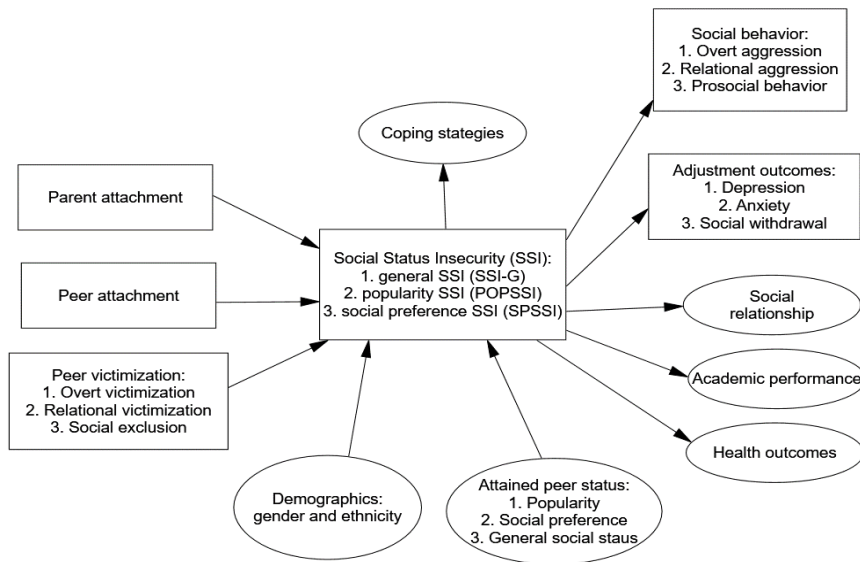 Social behavior:
1. Overt aggression
2. Relational aggression
3. Prosocial behavior
Coping stategies
Parent attachment
Adjustment outcomes:
1. Depression
2. Anxiety
3. Social withdrawal
Social Status Insecurity (SSI):
1. general SSI (SSI-G)
2. popularity SSI (POPSSI)
3. social preference SSI (SPSSI)
Peer attachment
Social
relationship
Peer victimization:
1. Overt victimization
2. Relational victimization
3. Social exclusion
Academic performance
Health outcomes
Demographics:
gender and ethnicity
Attained peer status:
1. Popularity
2. Social preference
3. General social staus